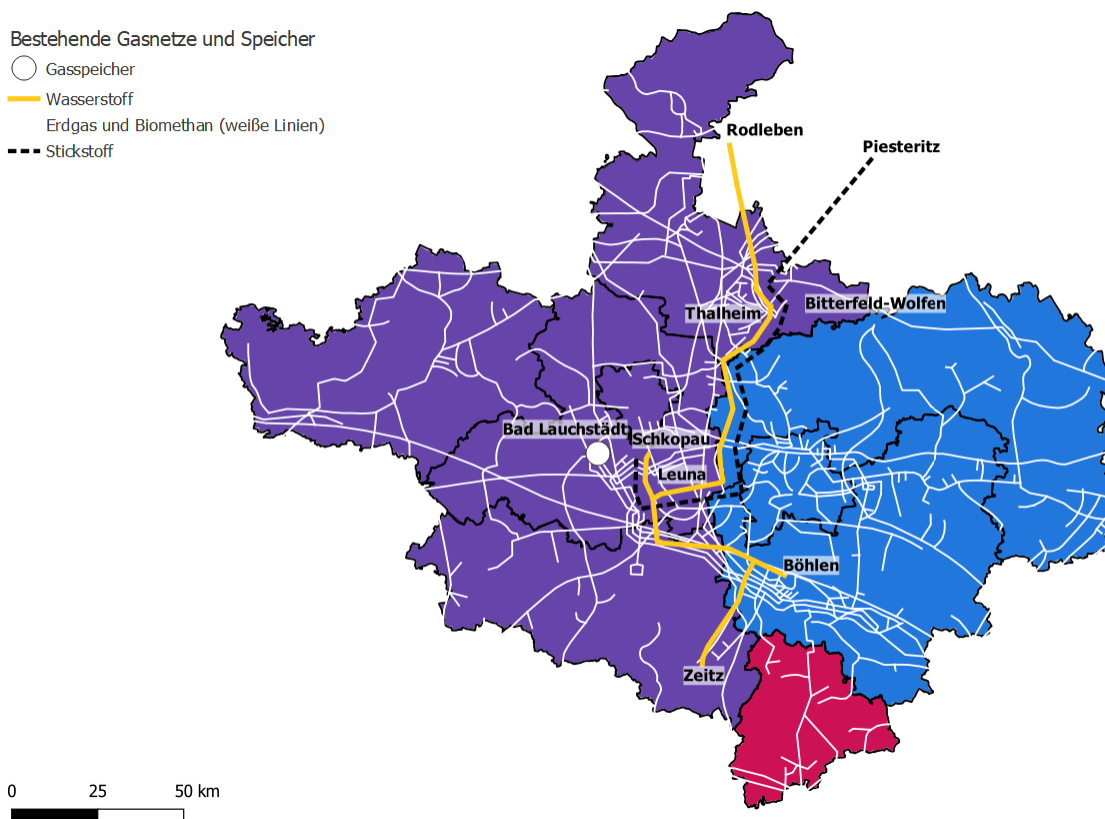 Bestehende Gasnetze und Speicher
Gasspeicher
Wasserstoff
Erdgas und Biomethan (weiße Linien)
Stickstoff
Rodleben
Piesteritz
Thalheim
Bitterfeld-Wolfen
Bad Lauchstädt
Schkopau
Leuna
Böhlen
Zeitz
0 25 50 km